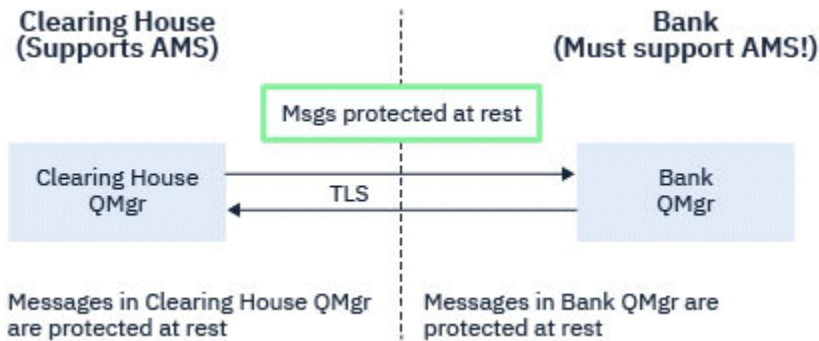 Clearing House
(Supports AMS)
Bank
(Must support AMS!)
Msgs protected at rest
Clearing House
QMgr
TLS
Bank
QMgr
Messages in Clearing House QMgr
are protected at rest
Messages in Bank QMgr are
protected at rest